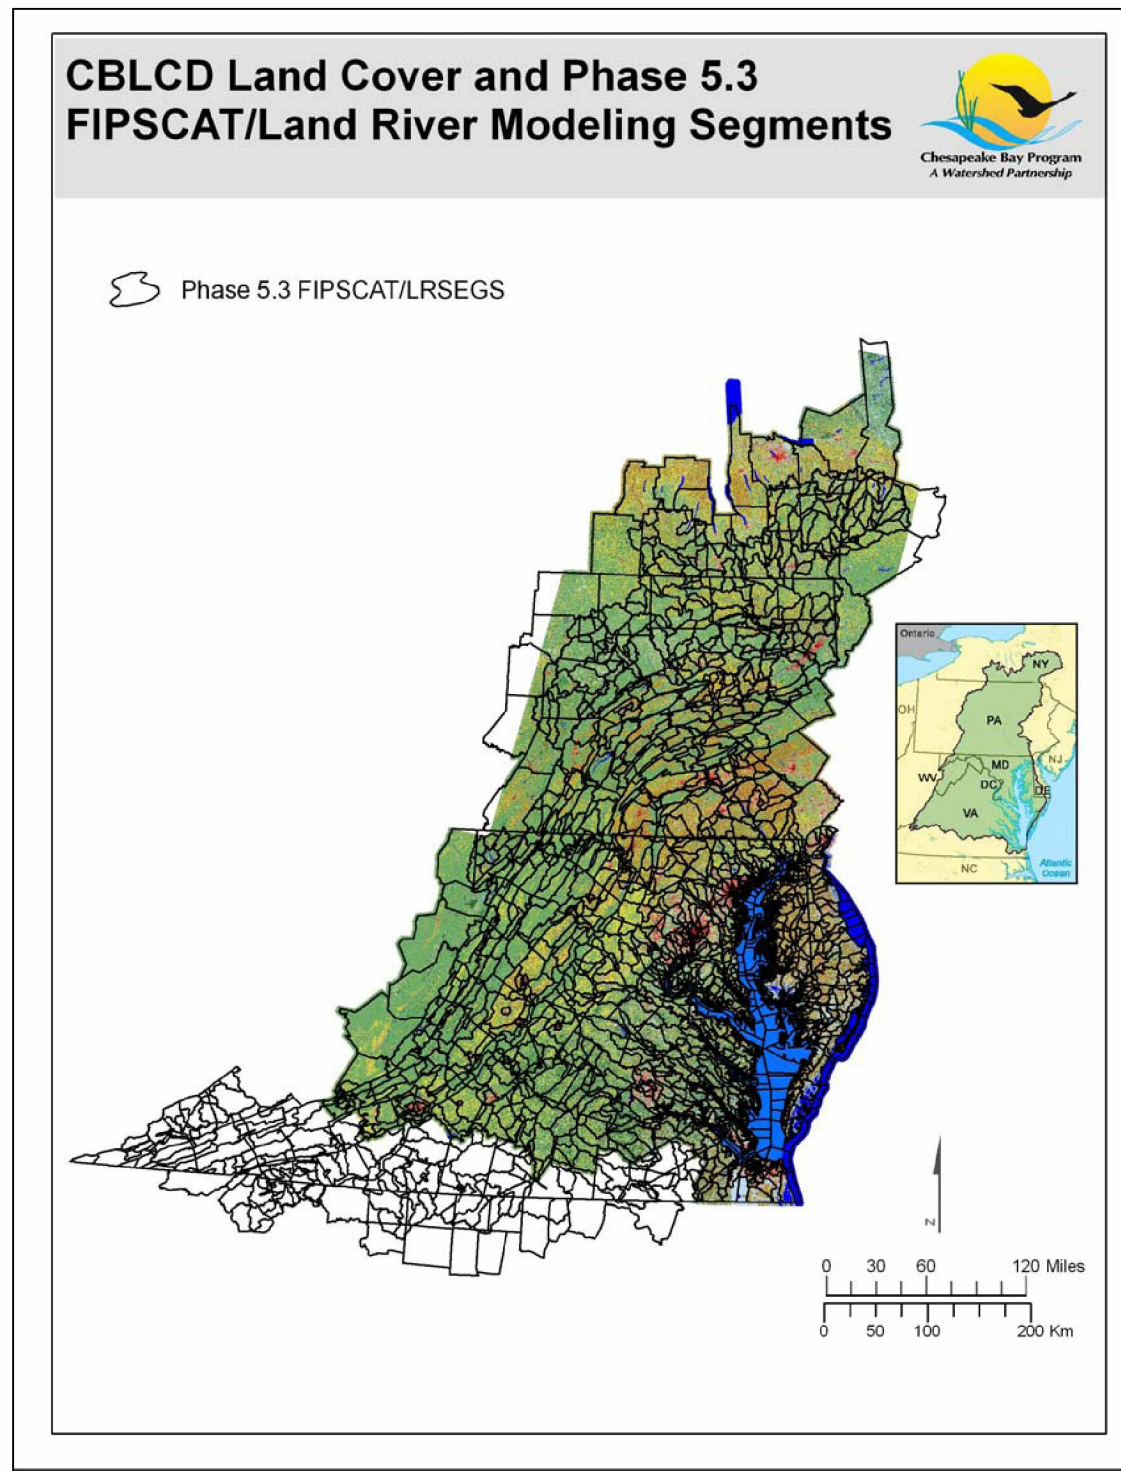 CBLCD Land Cover and Phase 5.3
FIPSCAT/Land River Modeling Segments
Chesapeake Bay Program
A Watershed Partnership
Phase 5.3 FIPSCAT/LRSEGS
Ontario
NY
OH
PA
NJ
MD
WV
DC
DE
VA
Atlantic
Ocean
NC
N
0 30 60 120 Miles
0 50 100 200 Km